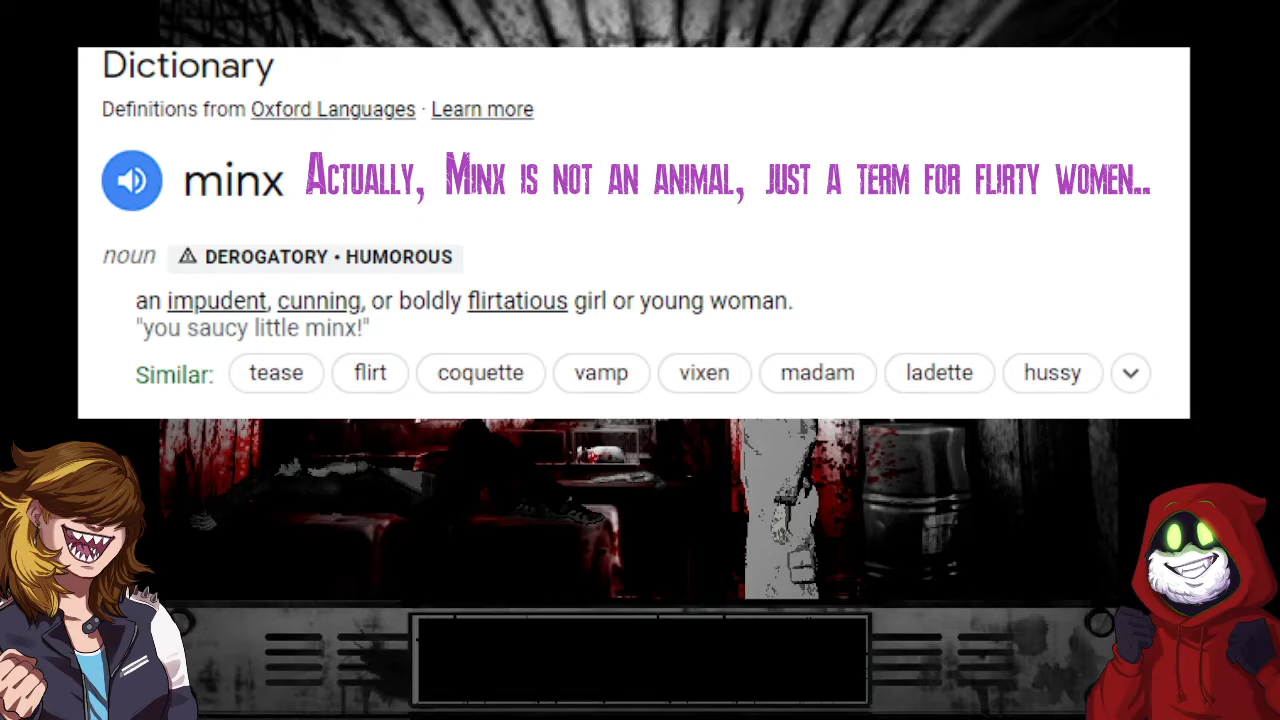 Dictionary
Definitions from Oxford Languages · Learn more
minx Actually, Minx is not an animal, just a term for flirty women..
noun DEROGATORY • HUMOROUS
an impudent, cunning, or boldly flirtatious girl or young woman.
"you saucy little minx!"
Similar: tease flirt coquette vamp vixen madam ladette hussy